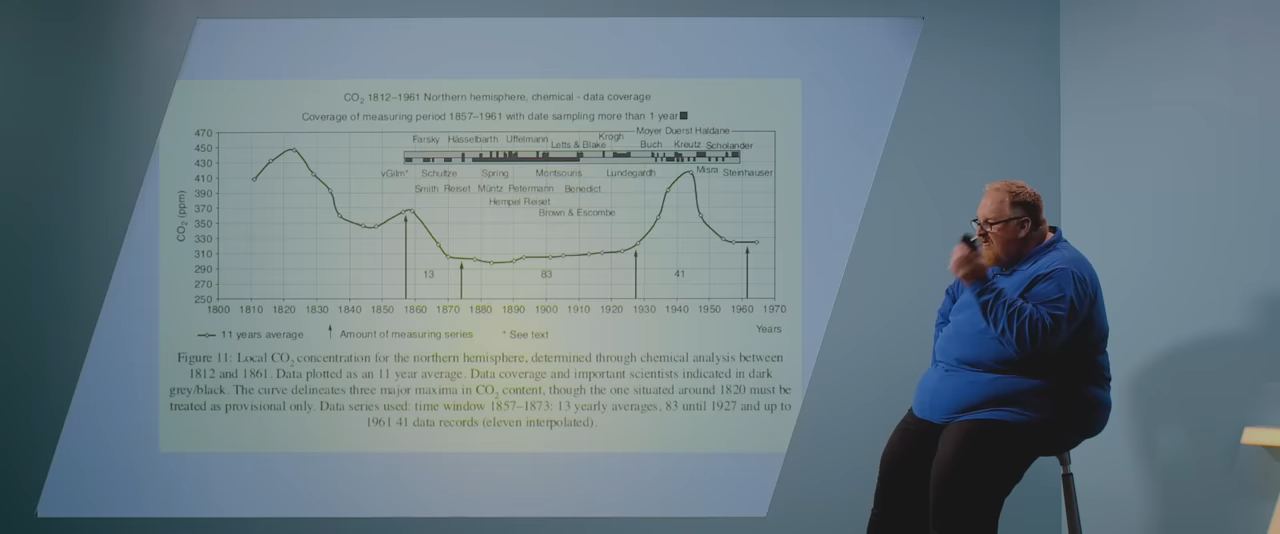 CO2 1812–1961 Northern hemisphere, chemical - data coverage
Coverage of measuring period 1857–1961 with date sampling more than 1 year
Moyer Duerst Haldane
Farsky Hässelbarth Uffelmann Krogh
Letts & Blake Buch Kreutz Scholander
vGilm* Schultze Spring Montsouris Lundegardh Misra Steinhauser
Smith Reiset Müntz Petermann Benedict
Hempel Reiset
Brown & Escombe
CO2 (ppm)
470
450
430
410
390
370
350
330
310
290
270
250
13 83 41
1800 1810 1820 1830 1840 1850 1860 1870 1880 1890 1900 1910 1920 1930 1940 1950 1960 1970
Years
11 years average Amount of measuring series * See text
Figure 11: Local CO2 concentration for the northern hemisphere, determined through chemical analysis between
1812 and 1861. Data plotted as an 11 year average. Data coverage and important scientists indicated in dark
grey/black. The curve delineates three major maxima in CO2 content, though the one situated around 1820 must be
treated as provisional only. Data series used: time window 1857–1873: 13 yearly averages, 83 until 1927 and up to
1961 41 data records (eleven interpolated).